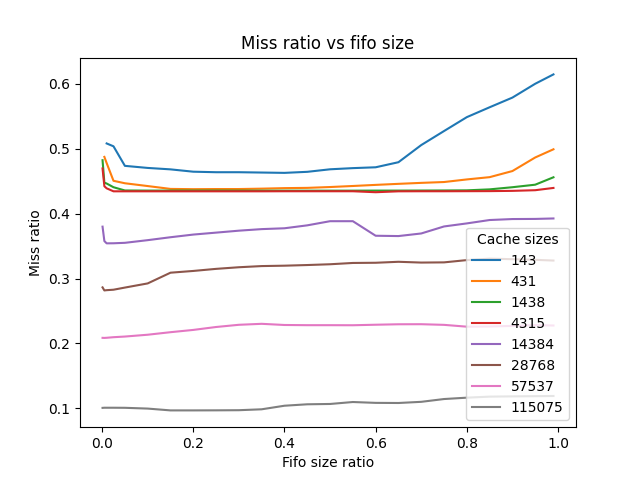 Miss ratio vs fifo size
0.6
0.5
0.4
0.3
0.2
0.1
Miss ratio
Cache sizes
143
431
1438
4315
14384
28768
57537
115075
0.0 0.2 0.4 0.6 0.8 1.0
Fifo size ratio